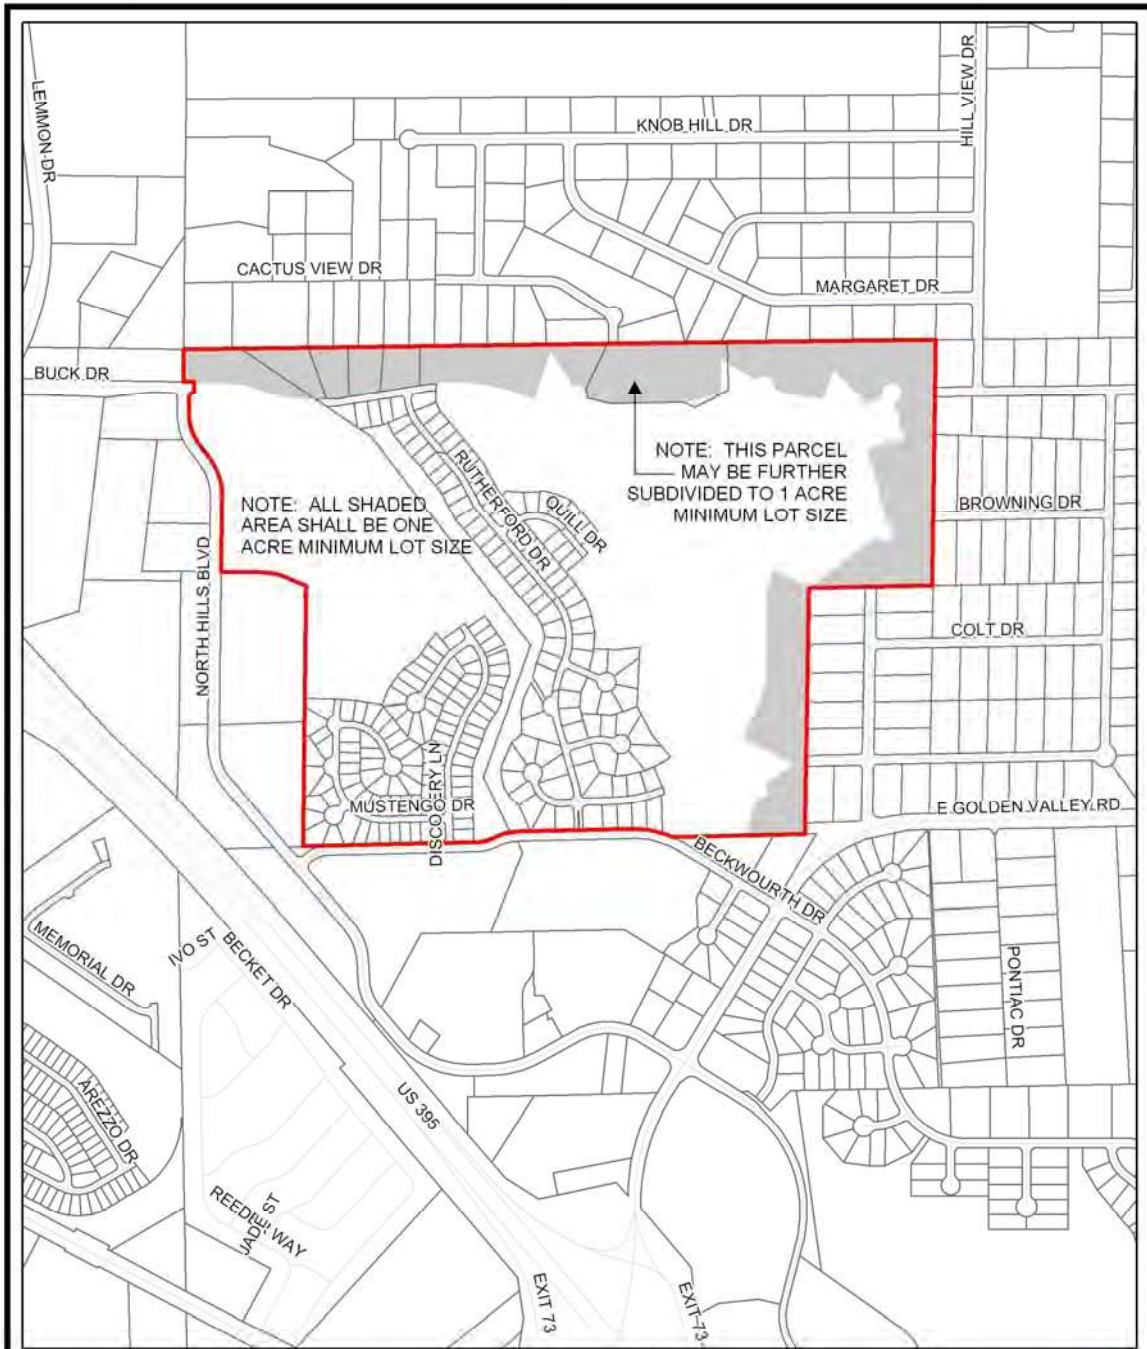 LEMMON DR
KNOB HILL DR
HILL VIEW DR
CACTUS VIEW DR
MARGARET DR
BUCK DR
NOTE: THIS PARCEL
MAY BE FURTHER
SUBDIVIDED TO 1 ACRE
MINIMUM LOT SIZE
NOTE: ALL SHADED
AREA SHALL BE ONE
ACRE MINIMUM LOT SIZE
RUTHERFORD DR
QUILL DR
BROWNING DR
NORTH HILLS BLVD
COLT DR
DISCOVERY LN
MUSTENGO DR
E GOLDEN VALLEY RD
BECKWOURTH DR
MEMORIAL DR
IVO ST
BECKET DR
PONTIAC DR
US 395
AREZZO DR
REEDER WAY
JADE ST
EXIT 73
EXIT 73